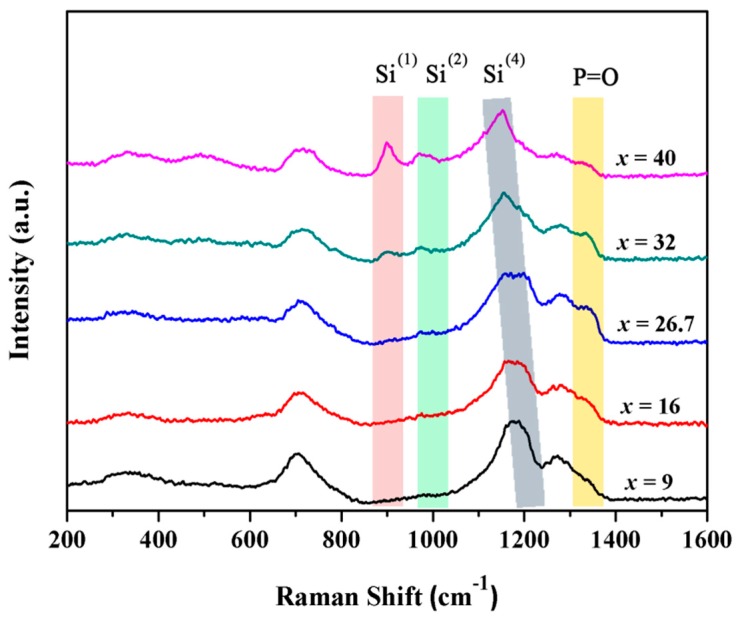 Si(1) Si(2) Si(4) P=O
x = 40
x = 32
x = 26.7
x = 16
x = 9
Intensity (a.u.)
200 400 600 800 1000 1200 1400 1600
Raman Shift (cm-1)